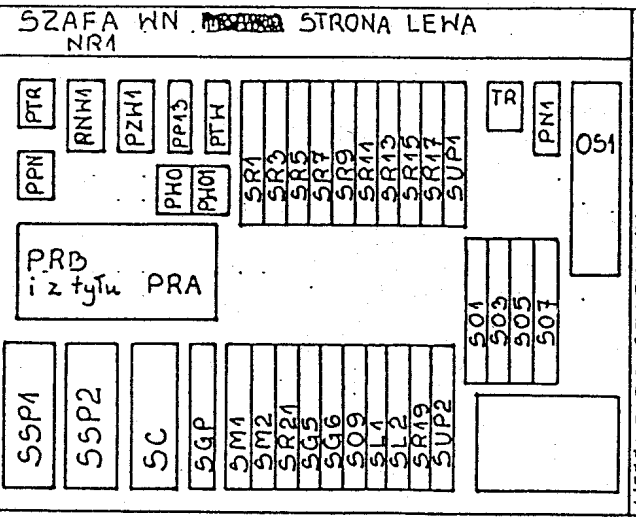 SZAFA WN STRONA LEWA
NR1
PTR
RNW1
PZW1
PP13
PTW
SR1
SR3
SR5
SR7
SR9
SR11
SR13
SR15
SR17
SUP1
TR
PN1
OS1
PPN
PHO
PHO1
PRB
i z tyłu PRA
SO1
SO3
SO5
SO7
SSP1
SSP2
SC
SGP
SM1
SM2
SR21
SG5
SG6
SO9
SL1
SL2
SR19
SUP2